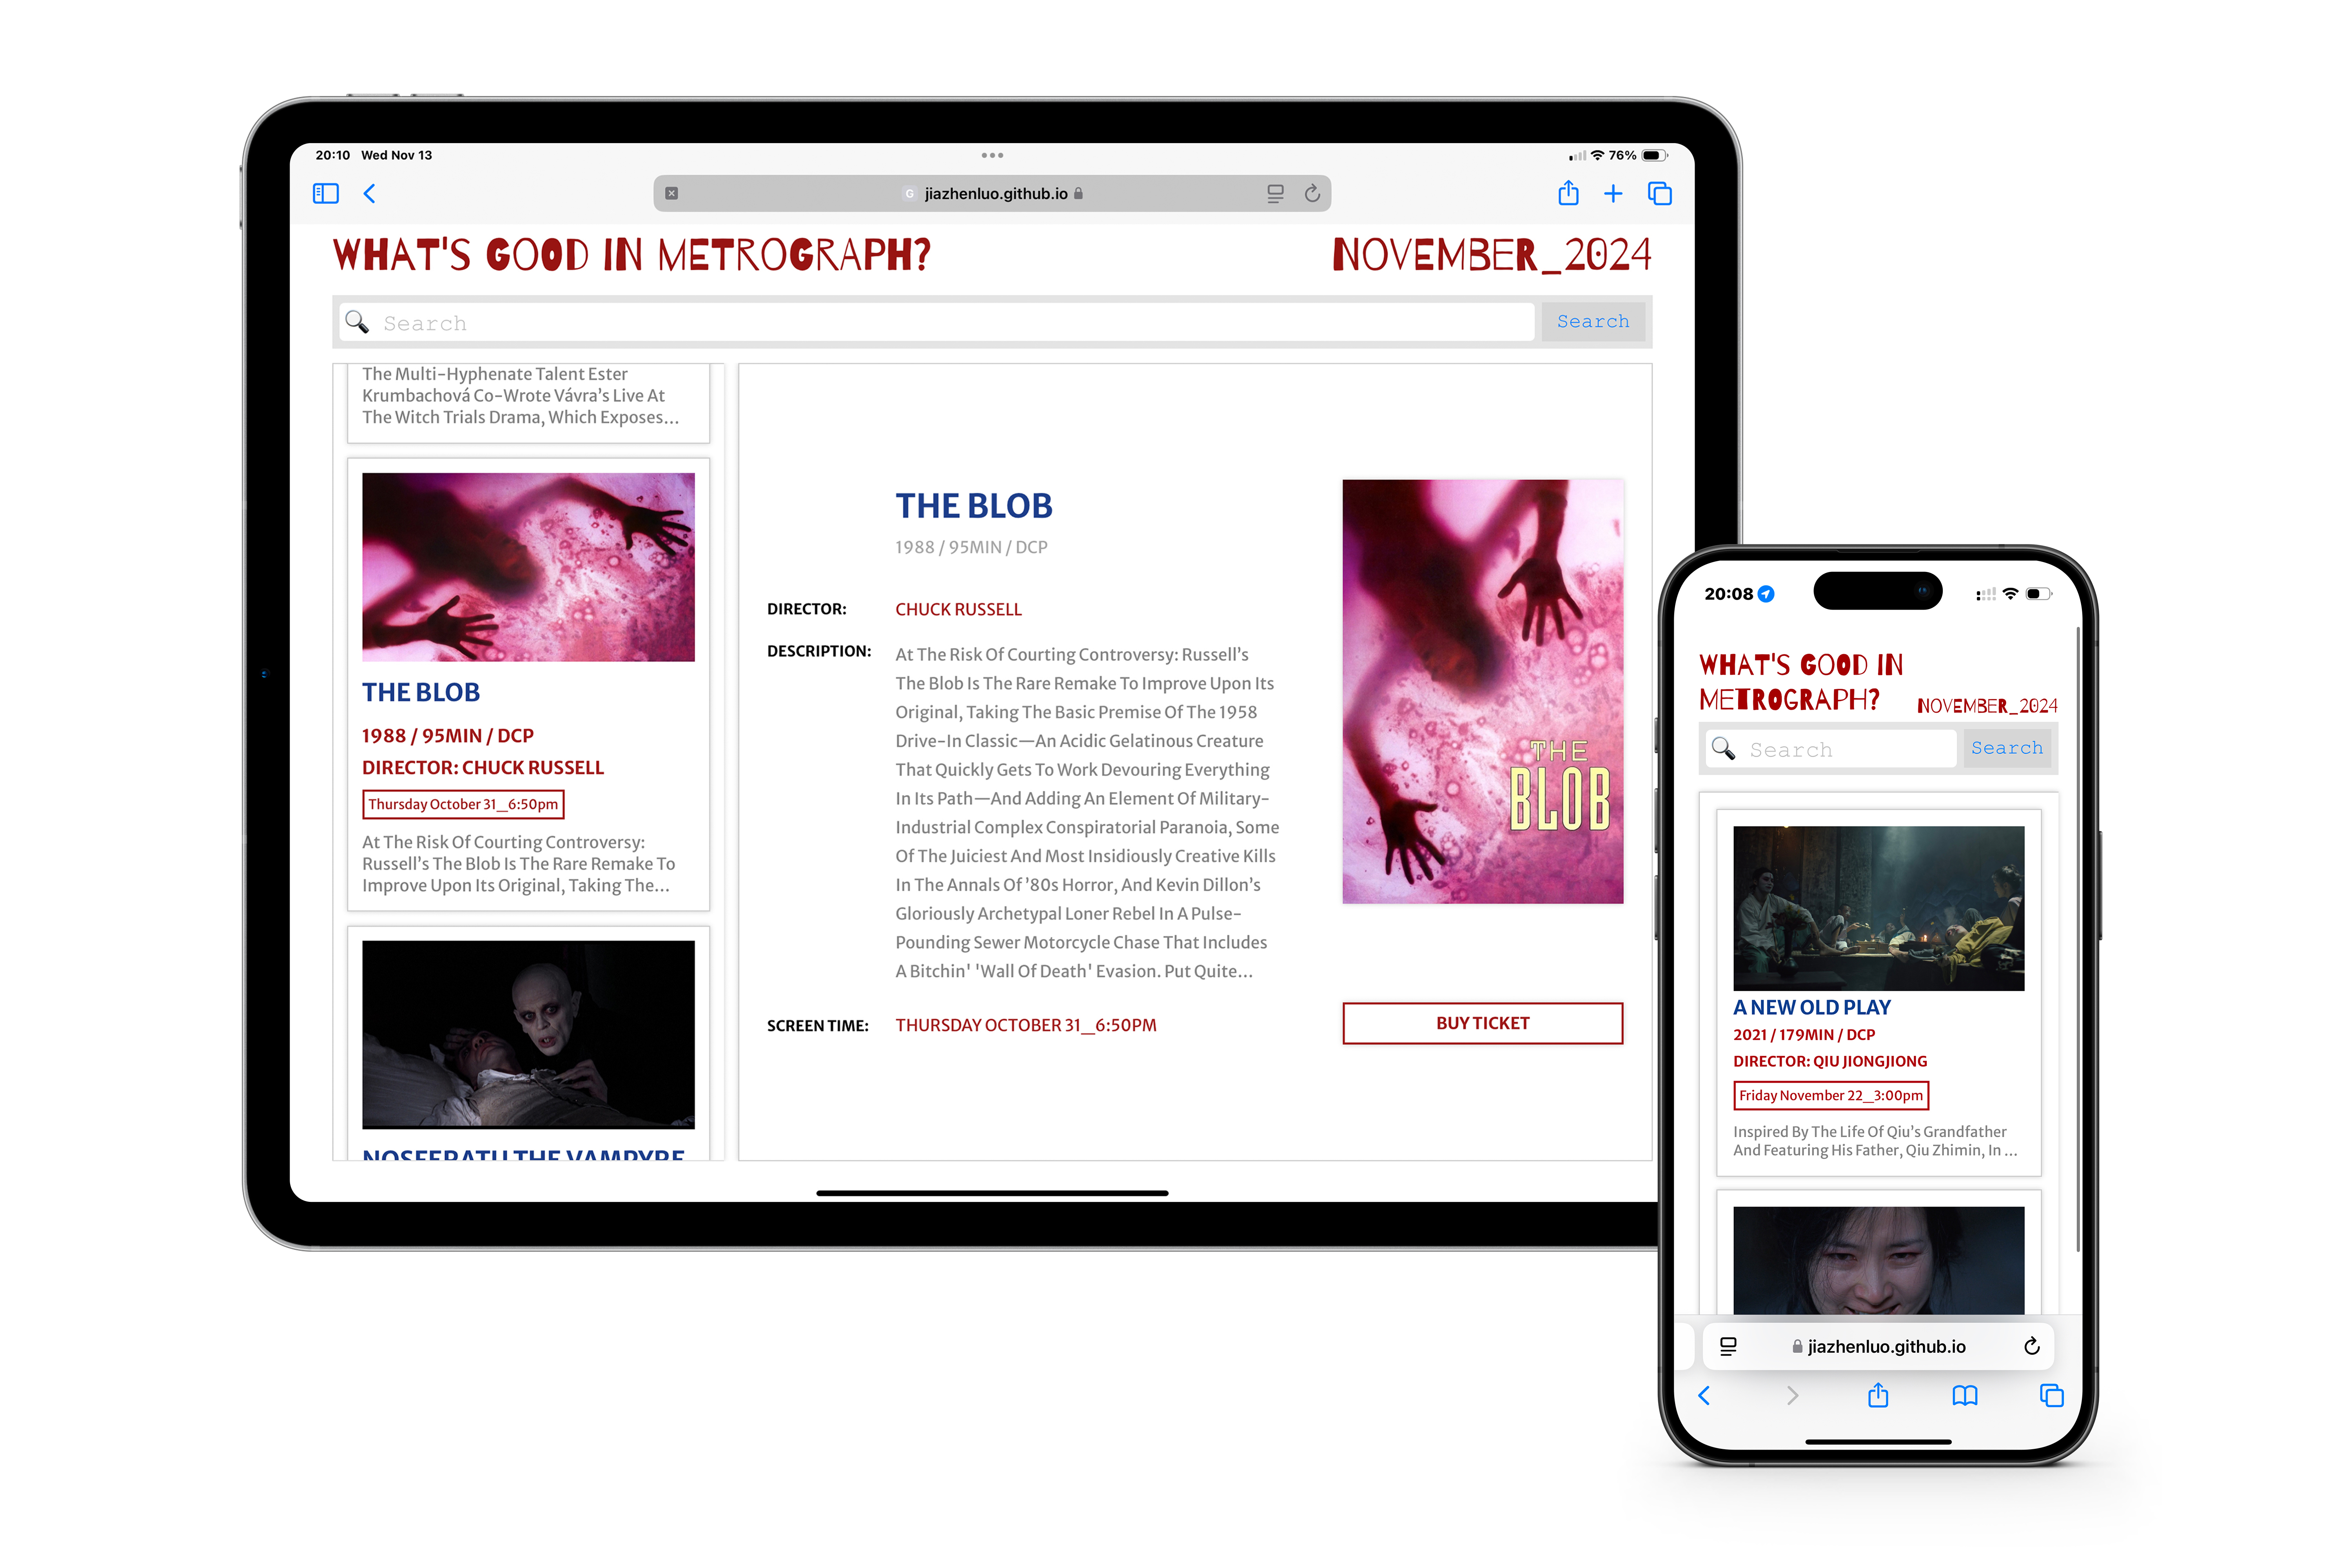 20:10 Wed Nov 13
76%
jiazhenluo.github.io
WHAT'S GOOD IN METROGRAPH?
NOVEMBER_2024
Search
Search
The Multi-Hyphenate Talent Ester
Krumbachová Co-Wrote Vávra's Live At
The Witch Trials Drama, Which Exposes...
THE BLOB
1988 / 95MIN / DCP
DIRECTOR: CHUCK RUSSELL
Thursday October 31_6:50pm
At The Risk Of Courting Controversy:
Russell's The Blob Is The Rare Remake To
Improve Upon Its Original, Taking The...
NOSFERATU THE VAMPYRE
THE BLOB
1988 / 95MIN / DCP
DIRECTOR:
CHUCK RUSSELL
DESCRIPTION:
At The Risk Of Courting Controversy: Russell's
The Blob Is The Rare Remake To Improve Upon Its
Original, Taking The Basic Premise Of The 1958
Drive-In Classic—An Acidic Gelatinous Creature
That Quickly Gets To Work Devouring Everything
In Its Path—And Adding An Element Of Military-
Industrial Complex Conspiratorial Paranoia, Some
Of The Juiciest And Most Insidiously Creative Kills
In The Annals Of '80s Horror, And Kevin Dillon's
Gloriously Archetypal Loner Rebel In A Pulse-
Pounding Sewer Motorcycle Chase That Includes
A Bitchin' 'Wall Of Death' Evasion. Put Quite...
SCREEN TIME:
THURSDAY OCTOBER 31_6:50PM
THE
BLOB
BUY TICKET
20:08
WHAT'S GOOD IN
METROGRAPH?
NOVEMBER_2024
Search
Search
A NEW OLD PLAY
2021 / 179MIN / DCP
DIRECTOR: QIU JIONGJIONG
Friday November 22_3:00pm
Inspired By The Life Of Qiu's Grandfather
And Featuring His Father, Qiu Zhimin, In ...
jiazhenluo.github.io